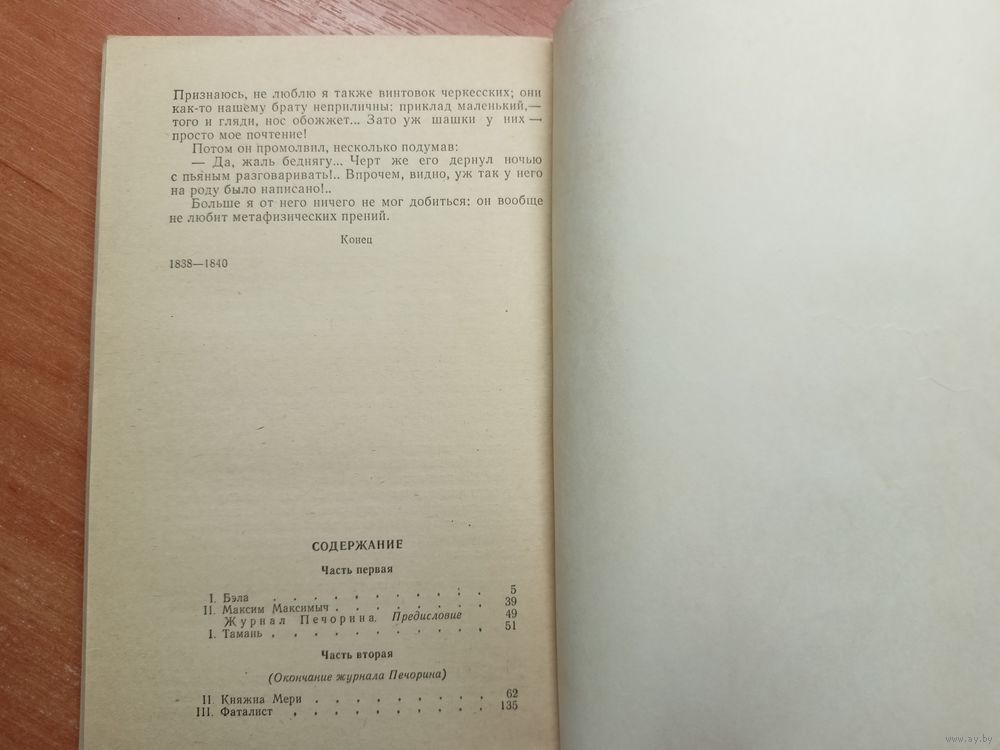 Признаюсь, не люблю я также винтовок черкесских; они
как-то нашему брату неприличны: приклад маленький,—
того и гляди, нос обожжет... Зато уж шашки у них —
просто мое почтение!
Потом он промолвил, несколько подумав:
— Да, жаль беднягу... Черт же его дернул ночью
с пьяным разговаривать!.. Впрочем, видно, уж так у него
на роду было написано!..
Больше я от него ничего не мог добиться: он вообще
не любит метафизических прений.
Конец
1838—1840
СОДЕРЖАНИЕ
Часть первая
I. Бэла . . . . . . . . . . 5
II. Максим Максимыч . . . . . . . 39
Журнал Печорина. Предисловие 49
I. Тамань . . . . . . . . . . 51
Часть вторая
(Окончание журнала Печорина)
II. Княжна Мери . . . . . . . . 62
III. Фаталист . . . . . . . . . 135
www.ay.by